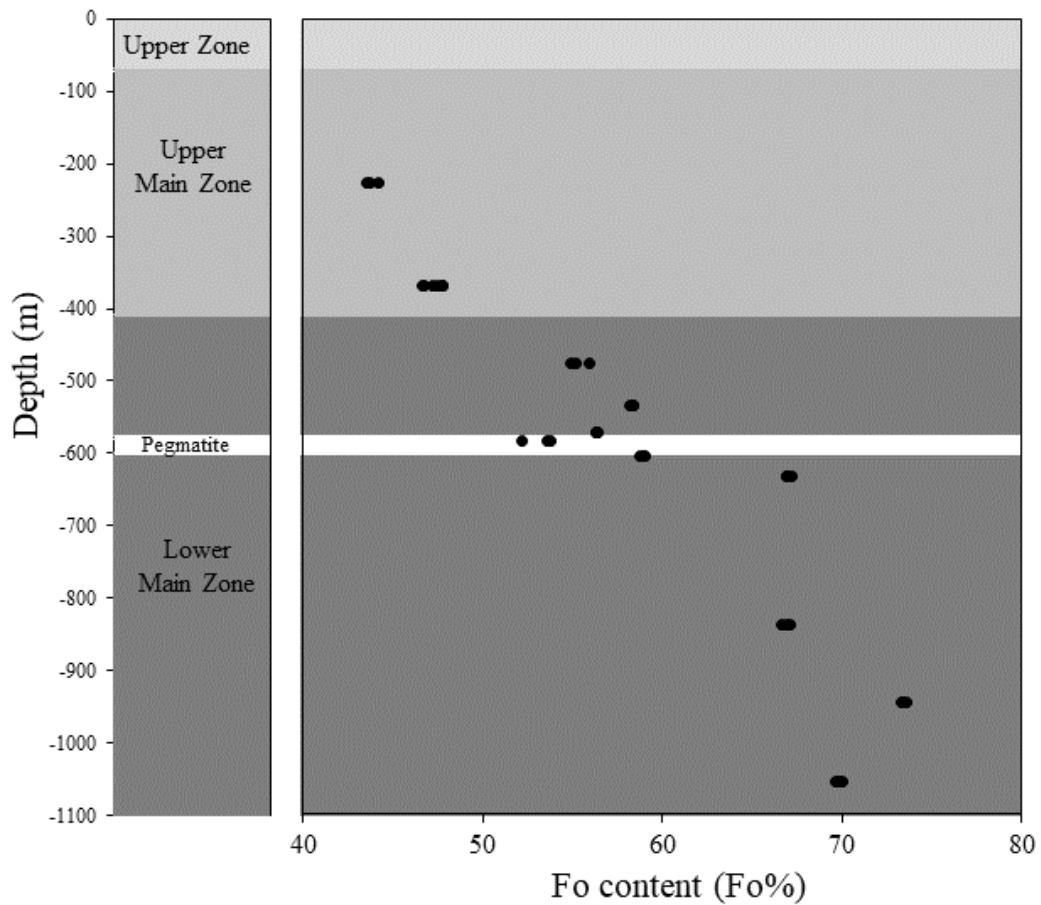 0
Upper Zone
-100
Upper
Main Zone
-200
-300
-400
-500
Pegmatite
-600
-700
Lower
Main Zone
-800
-900
-1000
-1100
Depth (m)
40
50
60
70
80
Fo content (Fo%)